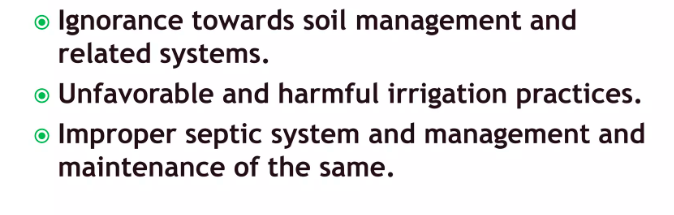 Ignorance towards soil management and
related systems.
Unfavorable and harmful irrigation practices.
Improper septic system and management and
maintenance of the same.